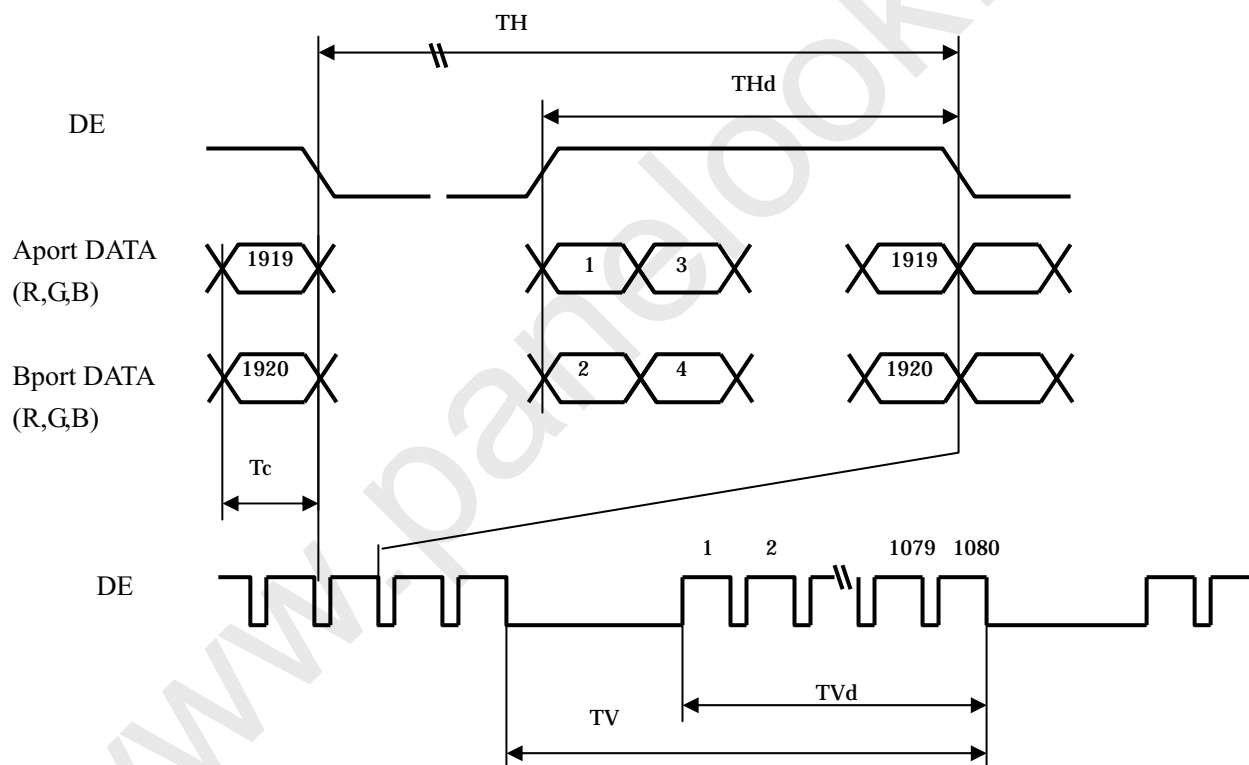 TH
THd
DE
Aport DATA
(R,G,B)
1919
1
3
1919
Bport DATA
(R,G,B)
1920
2
4
1920
Tc
1 2 1079 1080
DE
TVd
TV
www.panelook.